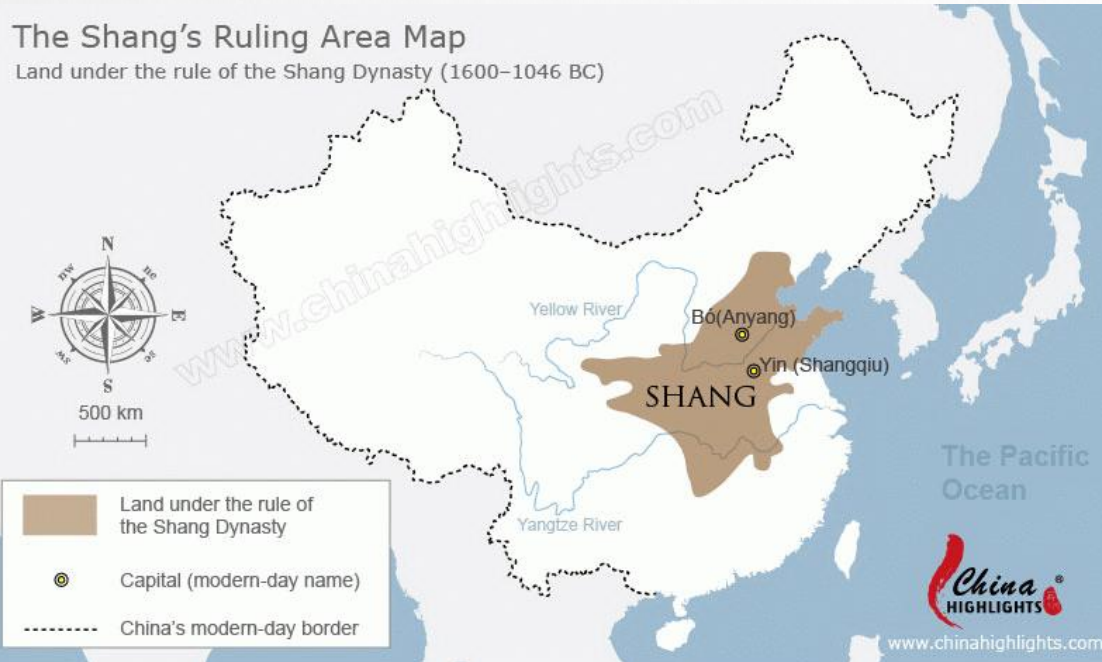 The Shang's Ruling Area Map
Land under the rule of the Shang Dynasty (1600–1046 BC)
www.chinahighlights.com
N
nw
ne
W
E
sw
se
S
500 km
Yellow River
Bó(Anyang)
Yin (Shangqiu)
SHANG
Yangtze River
The Pacific
Ocean
Land under the rule of
the Shang Dynasty
Capital (modern-day name)
China's modern-day border
China ®
HIGHLIGHTS
www.chinahighlights.com